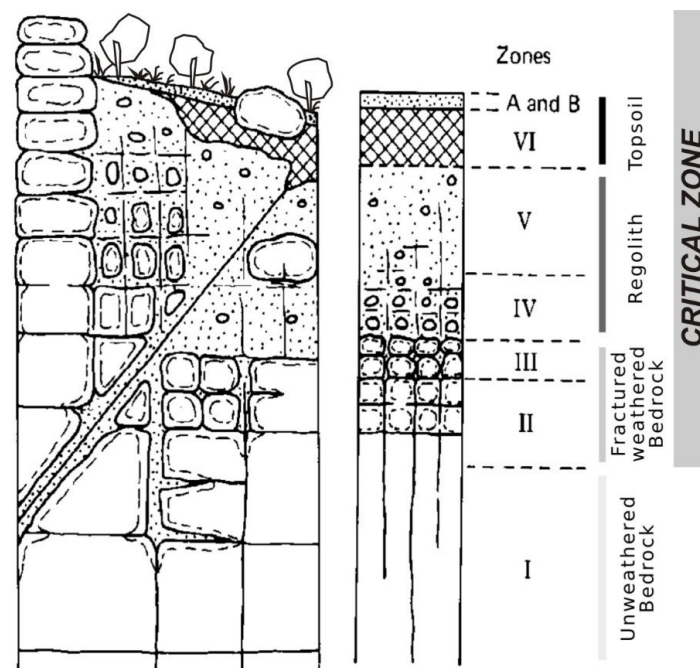 Zones
A and B
VI
V
IV
III
II
I
Topsoil
Regolith
Fractured
weathered
Bedrock
Unweathered
Bedrock
CRITICAL ZONE